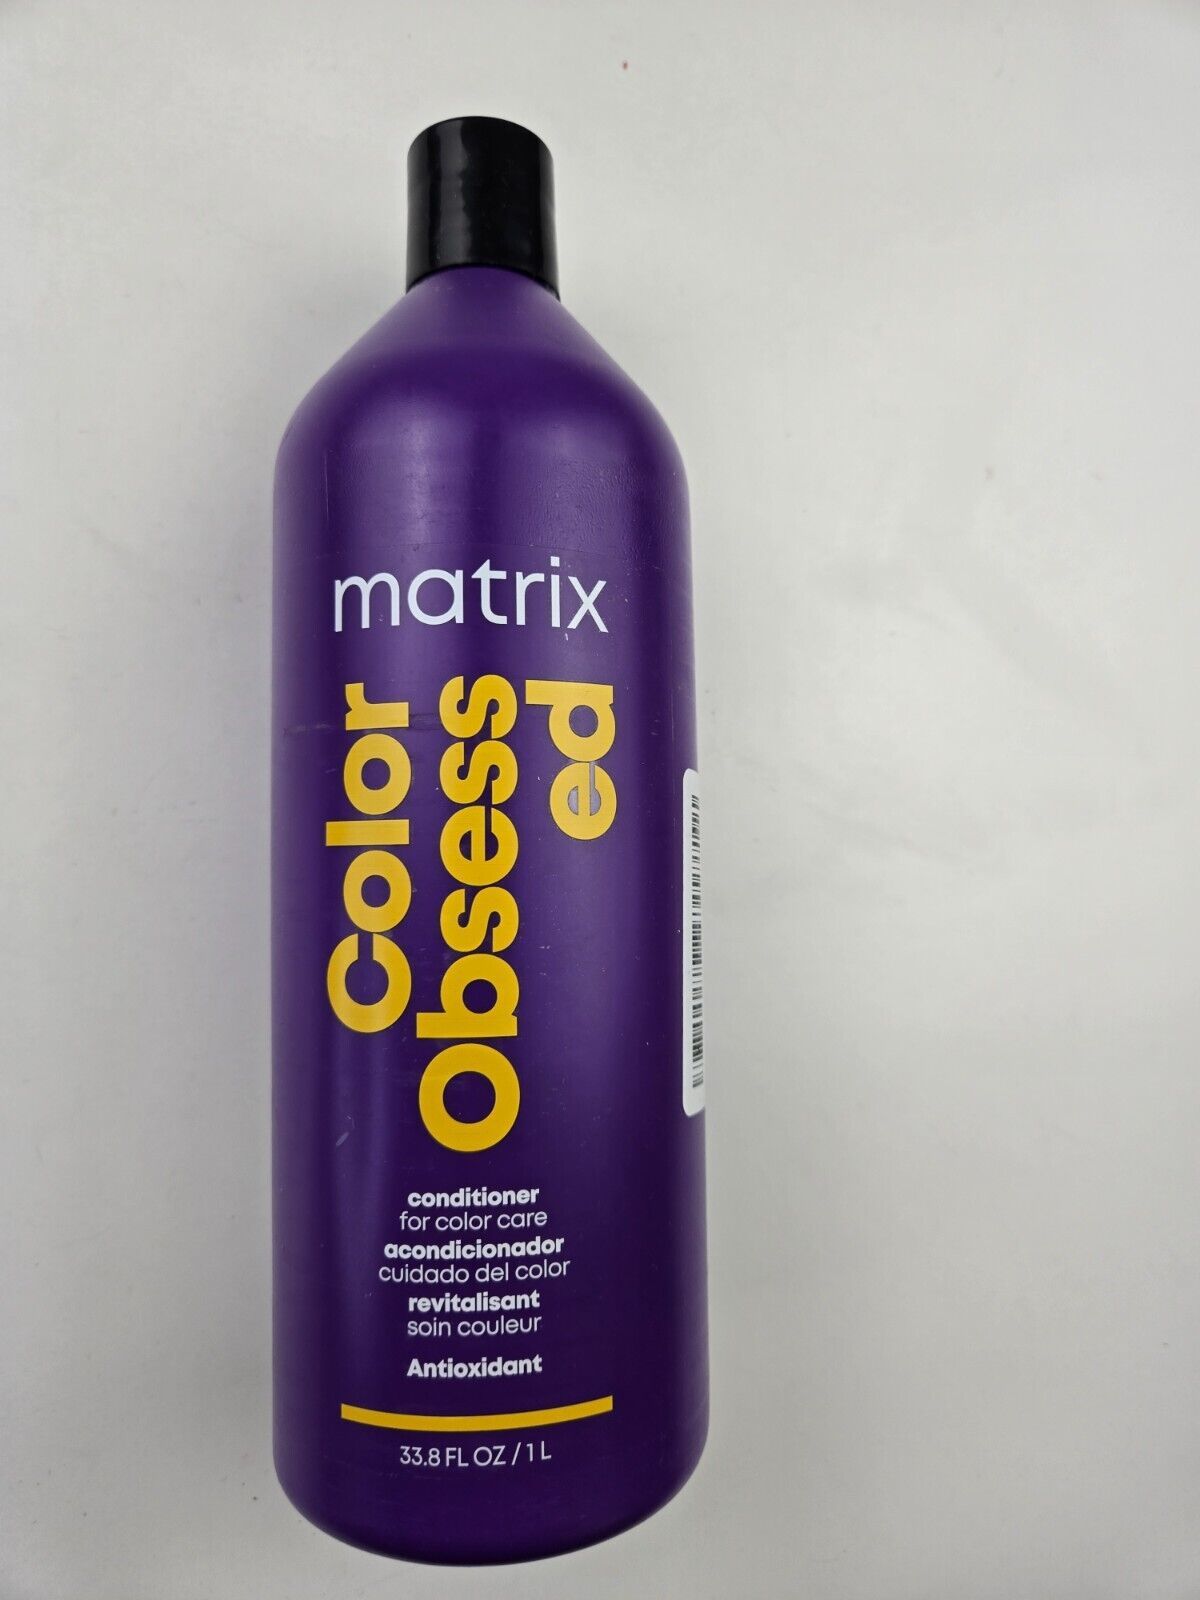 matrix
Color
Obsess
ed
conditioner
for color care
acondicionador
cuidado del color
revitalisant
soin couleur
Antioxidant
33.8 FL OZ / 1 L